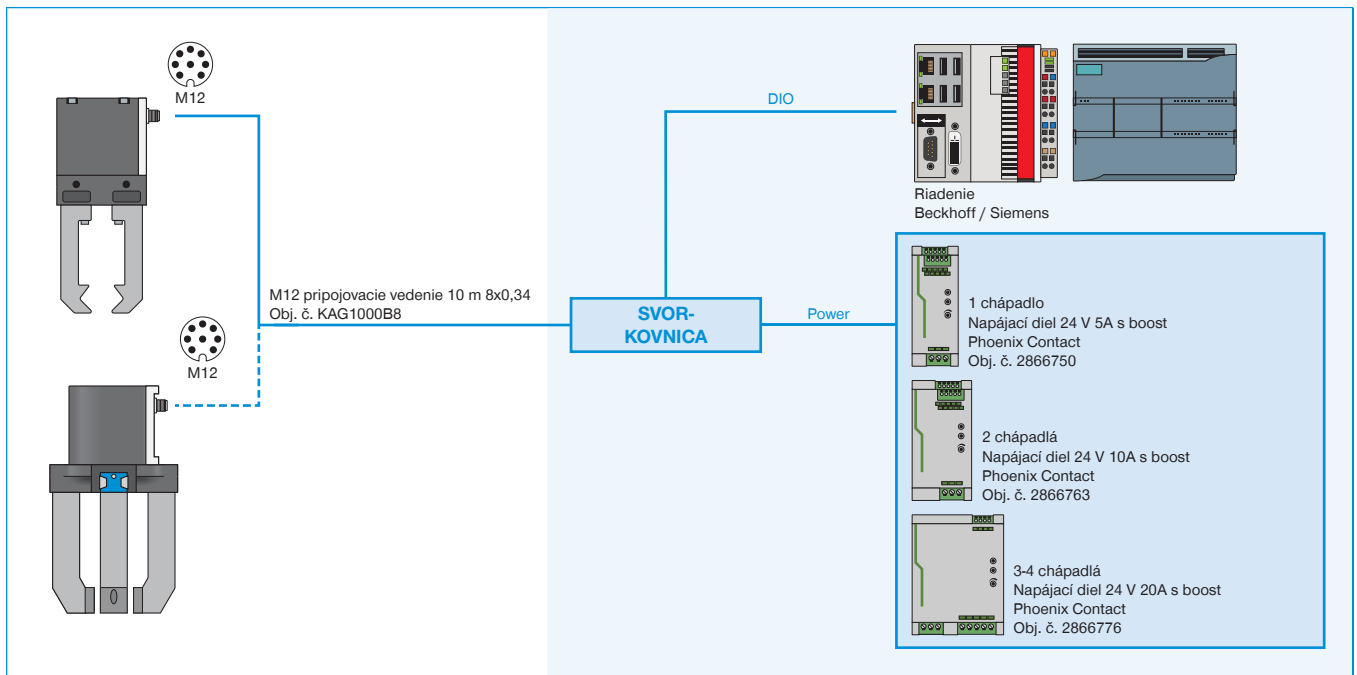 M12
M12
M12 pripojovacie vedenie 10 m 8x0,34
Obj. č. KAG1000B8
SVOR-
KOVNICA
DIO
Power
Riadenie
Beckhoff / Siemens
1 chápadlo
Napájací diel 24 V 5A s boost
Phoenix Contact
Obj. č. 2866750
2 chápadlá
Napájací diel 24 V 10A s boost
Phoenix Contact
Obj. č. 2866763
3-4 chápadlá
Napájací diel 24 V 20A s boost
Phoenix Contact
Obj. č. 2866776